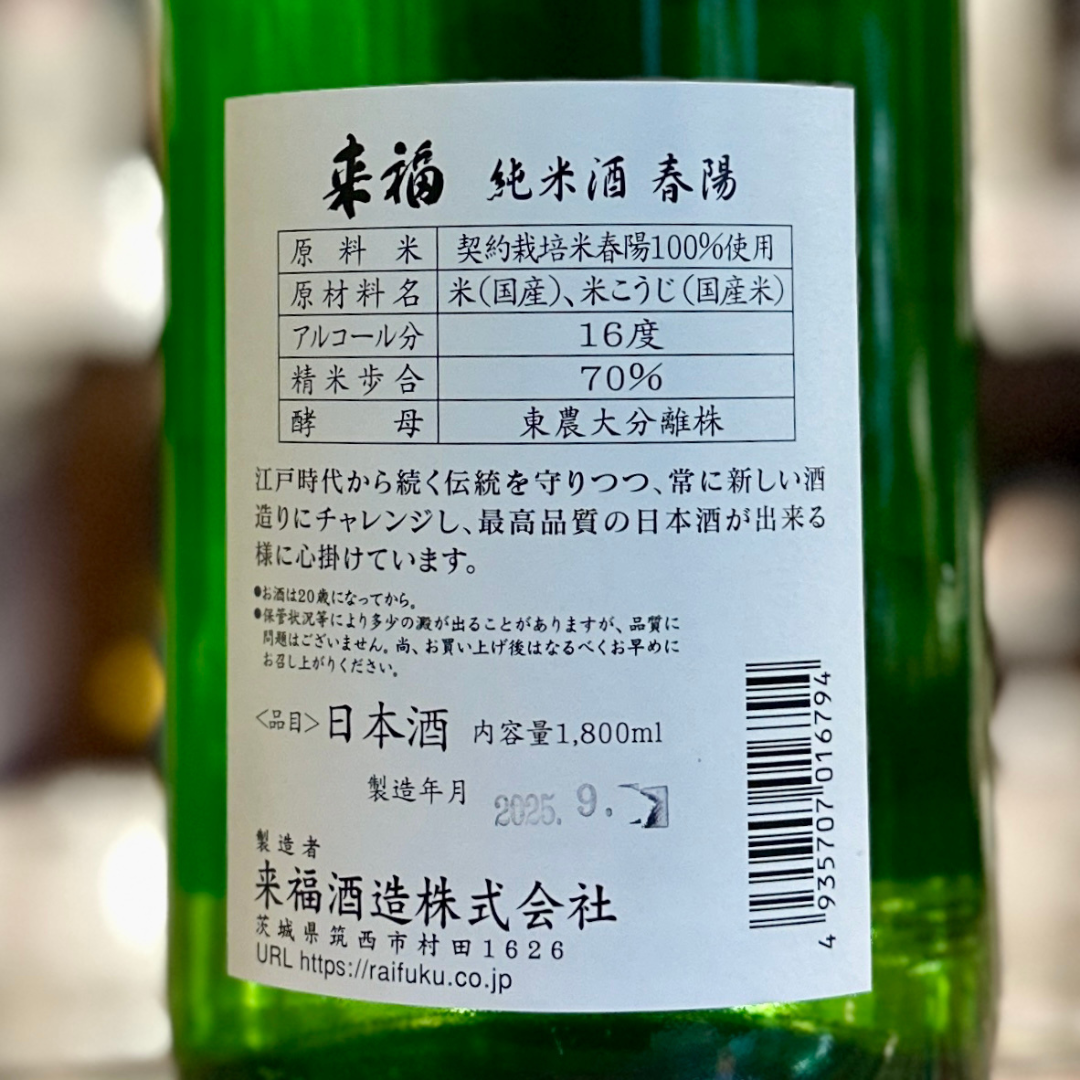 来福 純米酒 春陽
原料米 契約栽培米春陽100%使用
原材料名 米(国産)、米こうじ(国産米)
アルコール分 16度
精米歩合 70%
酵母 東農大分離株
江戸時代から続く伝統を守りつつ、常に新しい酒
造りにチャレンジし、最高品質の日本酒が出来る
様に心掛けています。
●お酒は20歳になってから。
●保管状況等により多少の澱が出ることがありますが、品質に
問題はございません。尚、お買い上げ後はなるべくお早めに
お召し上がりください。
<品目>日本酒 内容量1,800ml
製造年月 2025. 9.
製造者
来福酒造株式会社
茨城県筑西市村田1626
URL https://raifuku.co.jp
4 935707 016794